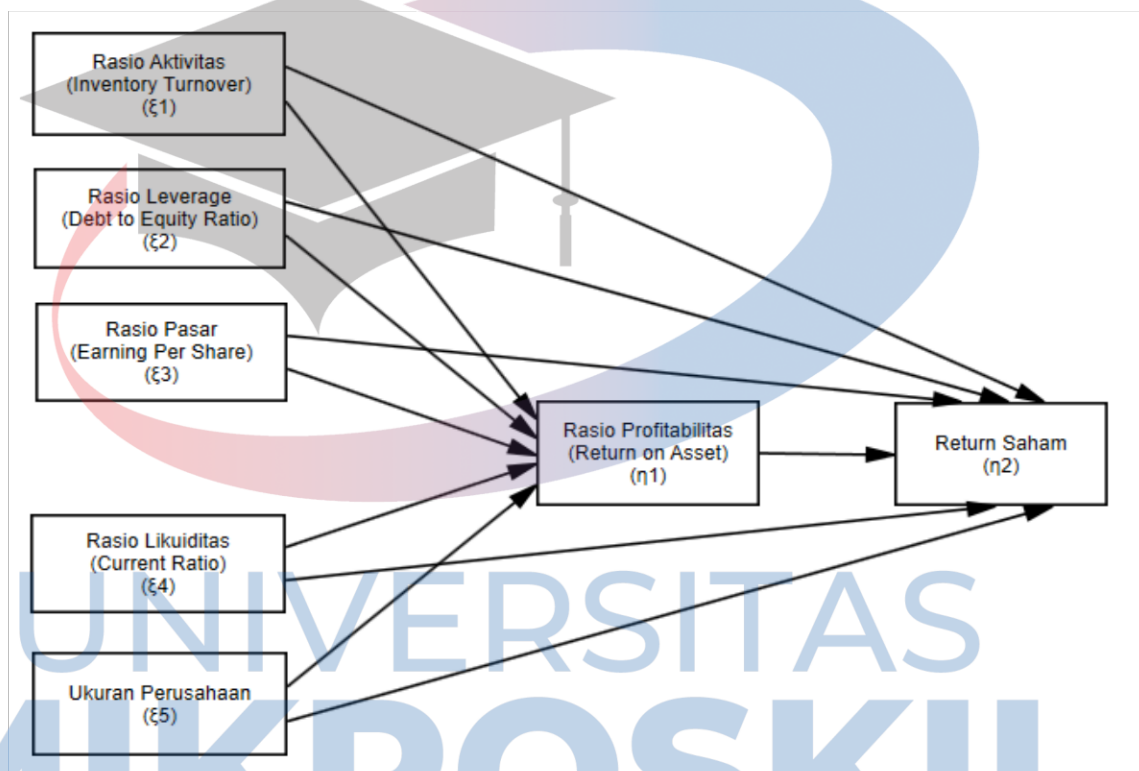 Rasio Aktivitas
(Inventory Turnover)
(ξ1)
Rasio Leverage
(Debt to Equity Ratio)
(ξ2)
Rasio Pasar
(Earning Per Share)
(ξ3)
Rasio Profitabilitas
(Return on Asset)
(η1)
Return Saham
(η2)
Rasio Likuiditas
(Current Ratio)
(ξ4)
Ukuran Perusahaan
(ξ5)
UNIVERSITAS
MIKROSKIL